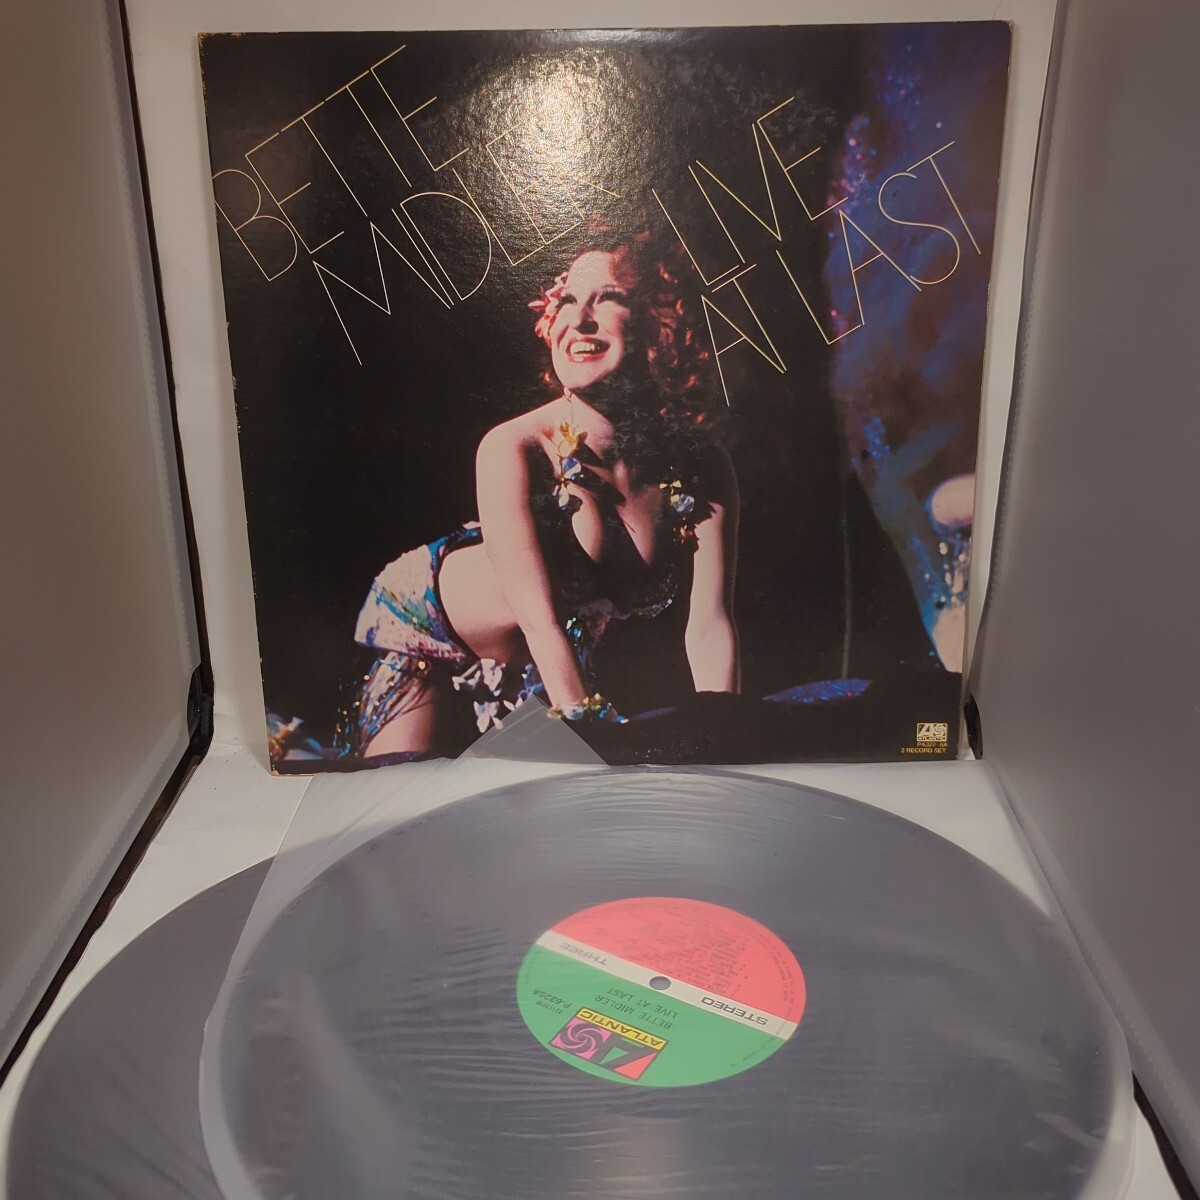 BETTE
MIDLER
LIVE
AT LAST
ATLANTIC
P-6327~8A
2 RECORD SET
THREE
STEREO
BETTE MIDLER
LIVE AT LAST
P-6328A
ATLANTIC